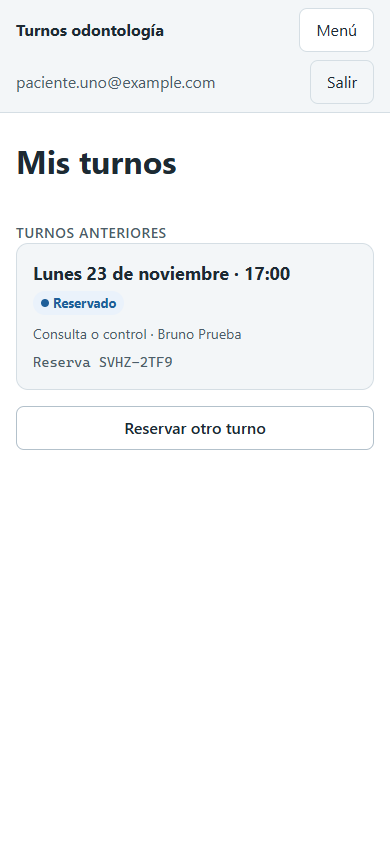 Turnos odontología
Menú
paciente.uno@example.com
Salir
Mis turnos
TURNOS ANTERIORES
Lunes 23 de noviembre · 17:00
Reservado
Consulta o control · Bruno Prueba
Reserva SVHZ-2TF9
Reservar otro turno